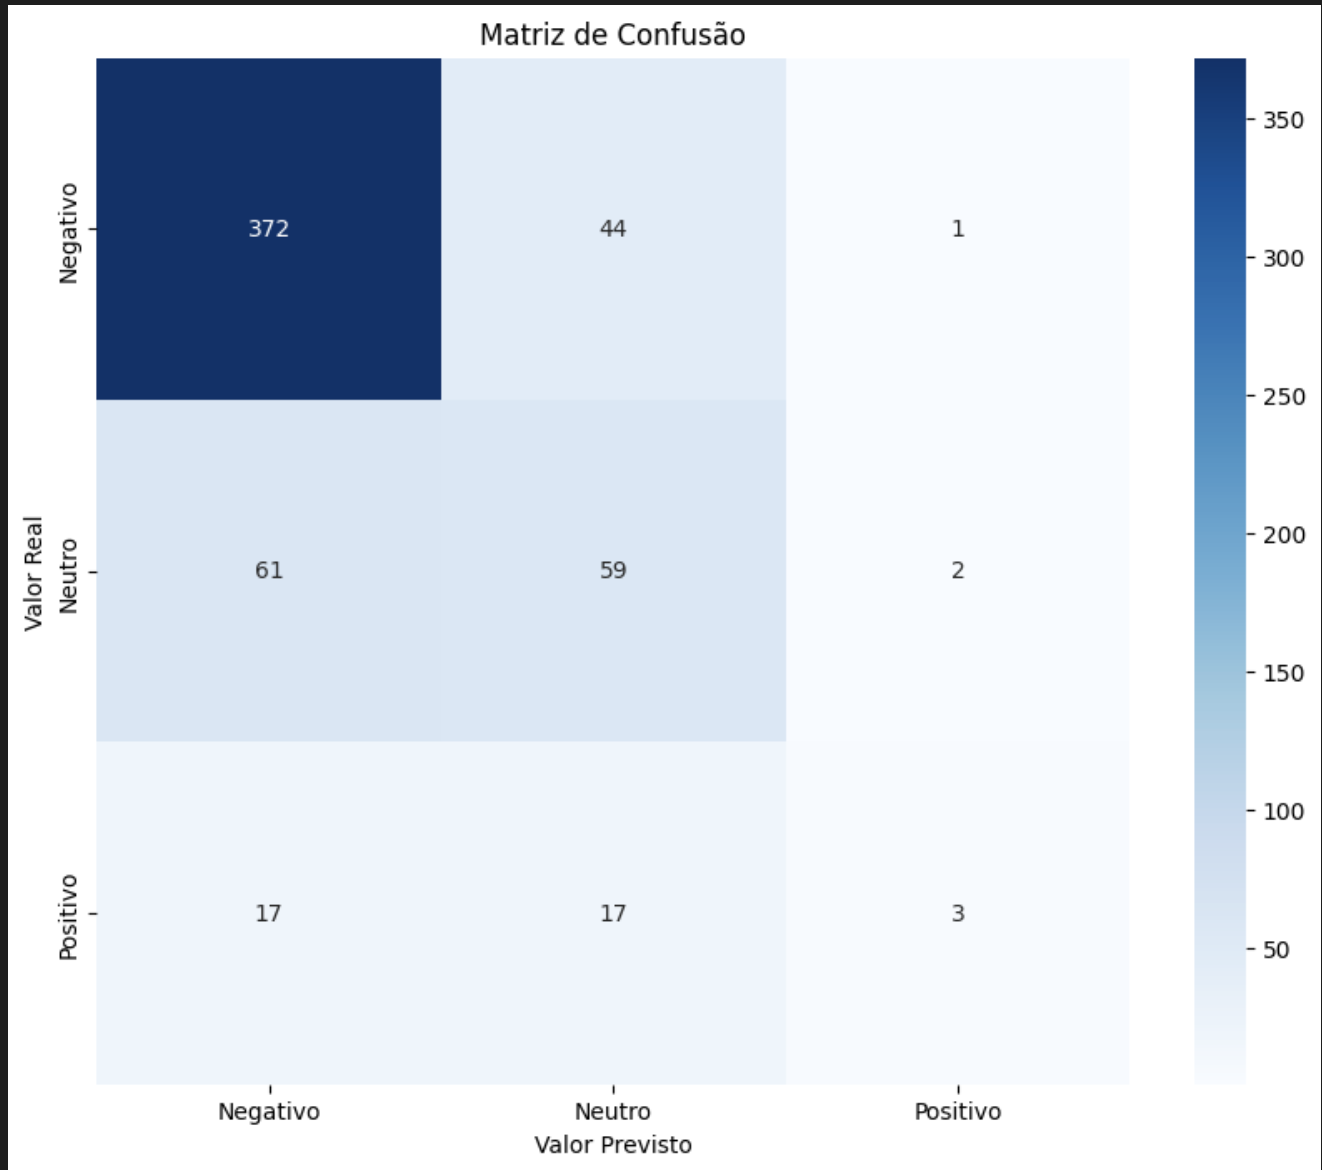 Matriz de Confusão
Valor Real
Negativo
372
44
1
Neutro
61
59
2
Positivo
17
17
3
Negativo
Neutro
Positivo
Valor Previsto
350
300
250
200
150
100
50